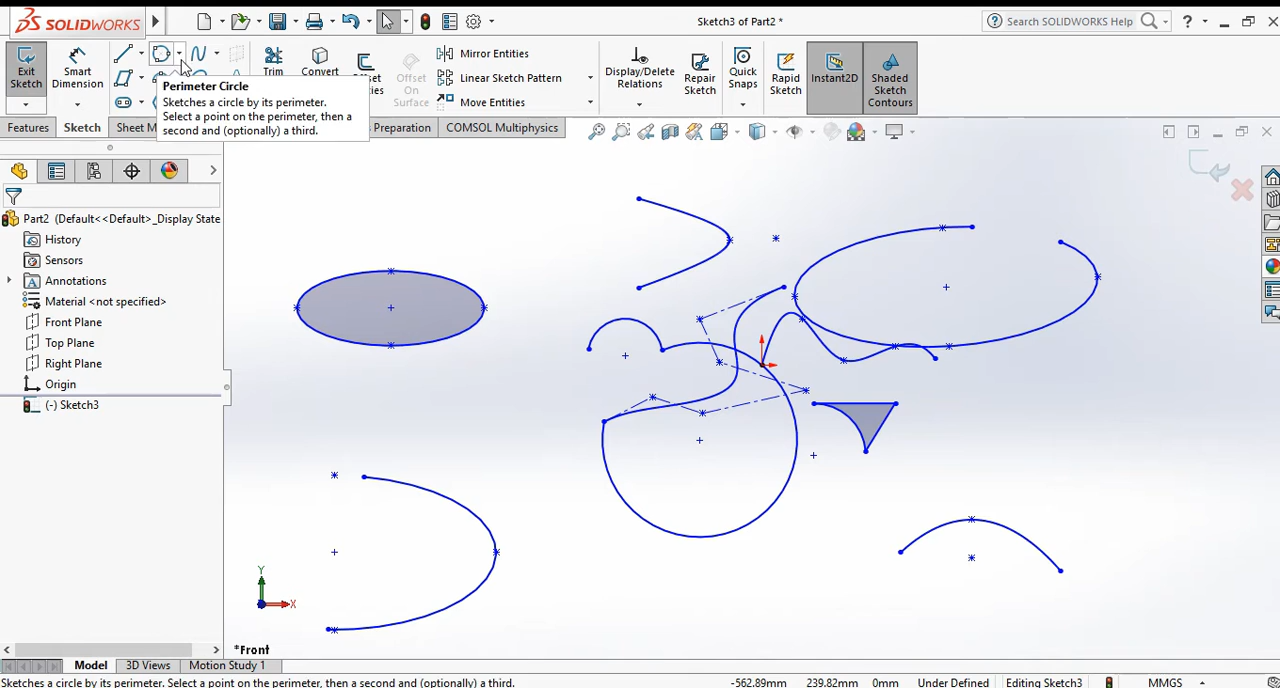 SOLIDWORKS
Sketch3 of Part2 *
Search SOLIDWORKS Help
?
Exit
Sketch
Smart
Dimension
Trim
Convert
Mirror Entities
Linear Sketch Pattern
Move Entities
Offset
On
Surface
Display/Delete
Relations
Repair
Sketch
Quick
Snaps
Rapid
Sketch
Instant2D
Shaded
Sketch
Contours
Perimeter Circle
Sketches a circle by its perimeter.
Select a point on the perimeter, then a
second and (optionally) a third.
Features
Sketch
Sheet M
Preparation
COMSOL Multiphysics
Part2 (Default<<Default>_Display State
History
Sensors
Annotations
Material <not specified>
Front Plane
Top Plane
Right Plane
Origin
(-) Sketch3
Y
X
*Front
Model
3D Views
Motion Study 1
Sketches a circle by its perimeter. Select a point on the perimeter, then a second and (optionally) a third.
-562.89mm
239.82mm
0mm
Under Defined
Editing Sketch3
MMGS